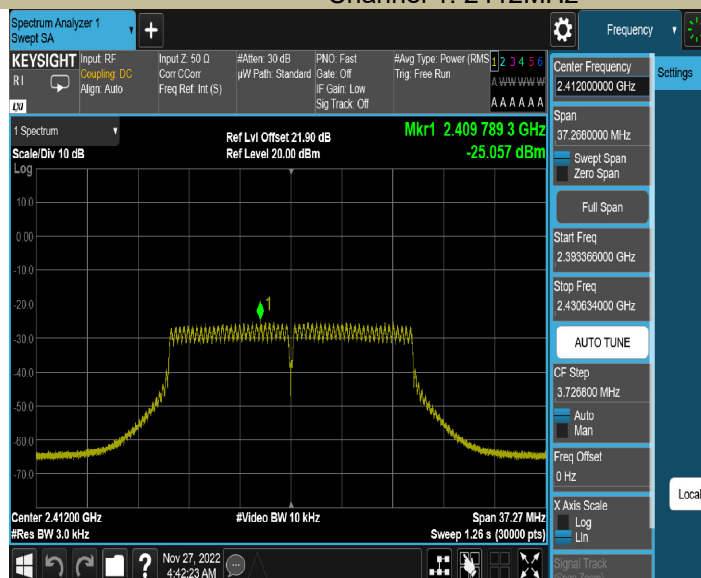 Channel 1: 2412MHz
Spectrum Analyzer 1
Swept SA
+
Frequency
KEYSIGHT
RI
LXI
Input: RF
Coupling: DC
Align: Auto
Input Z: 50 Ω
Corr CCorr
Freq Ref: Int (S)
#Atten: 30 dB
µW Path: Standard
PNO: Fast
Gate: Off
IF Gain: Low
Sig Track: Off
#Avg Type: Power (RMS
Trig: Free Run
1 2 3 4 5 6
A W W W W W
A A A A A A
1 Spectrum
Scale/Div 10 dB
Ref Lvl Offset 21.90 dB
Ref Level 20.00 dBm
Mkr1 2.409 789 3 GHz
-25.057 dBm
Log
10.0
0.00
-10.0
-20.0
-30.0
-40.0
-50.0
-60.0
-70.0
1
Center 2.41200 GHz
#Res BW 3.0 kHz
#Video BW 10 kHz
Span 37.27 MHz
Sweep 1.26 s (30000 pts)
?
Nov 27, 2022
4:42:23 AM
Center Frequency
2.412000000 GHz
Settings
Span
37.2680000 MHz
Swept Span
Zero Span
Full Span
Start Freq
2.393366000 GHz
Stop Freq
2.430634000 GHz
AUTO TUNE
CF Step
3.726800 MHz
Auto
Man
Freq Offset
0 Hz
X Axis Scale
Log
Lin
Local
Signal Track
(Span Zoom)